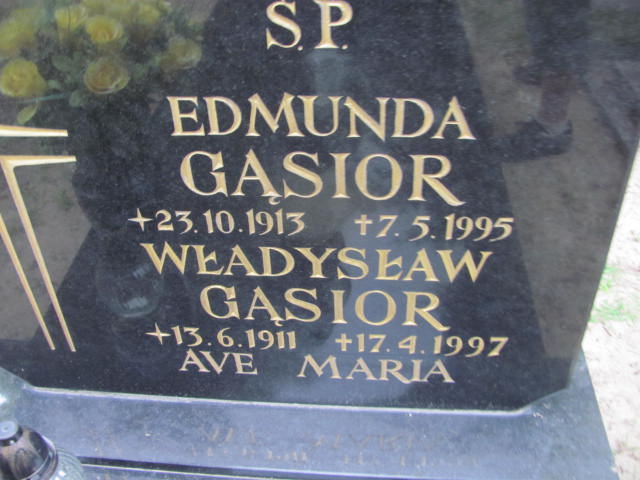 S.P.
EDMUNDA
GĄSIOR
+23.10.1913 †7.5.1995
WŁADYSŁAW
GĄSIOR
+13.6.1911 †17.4.1997
AVE MARIA